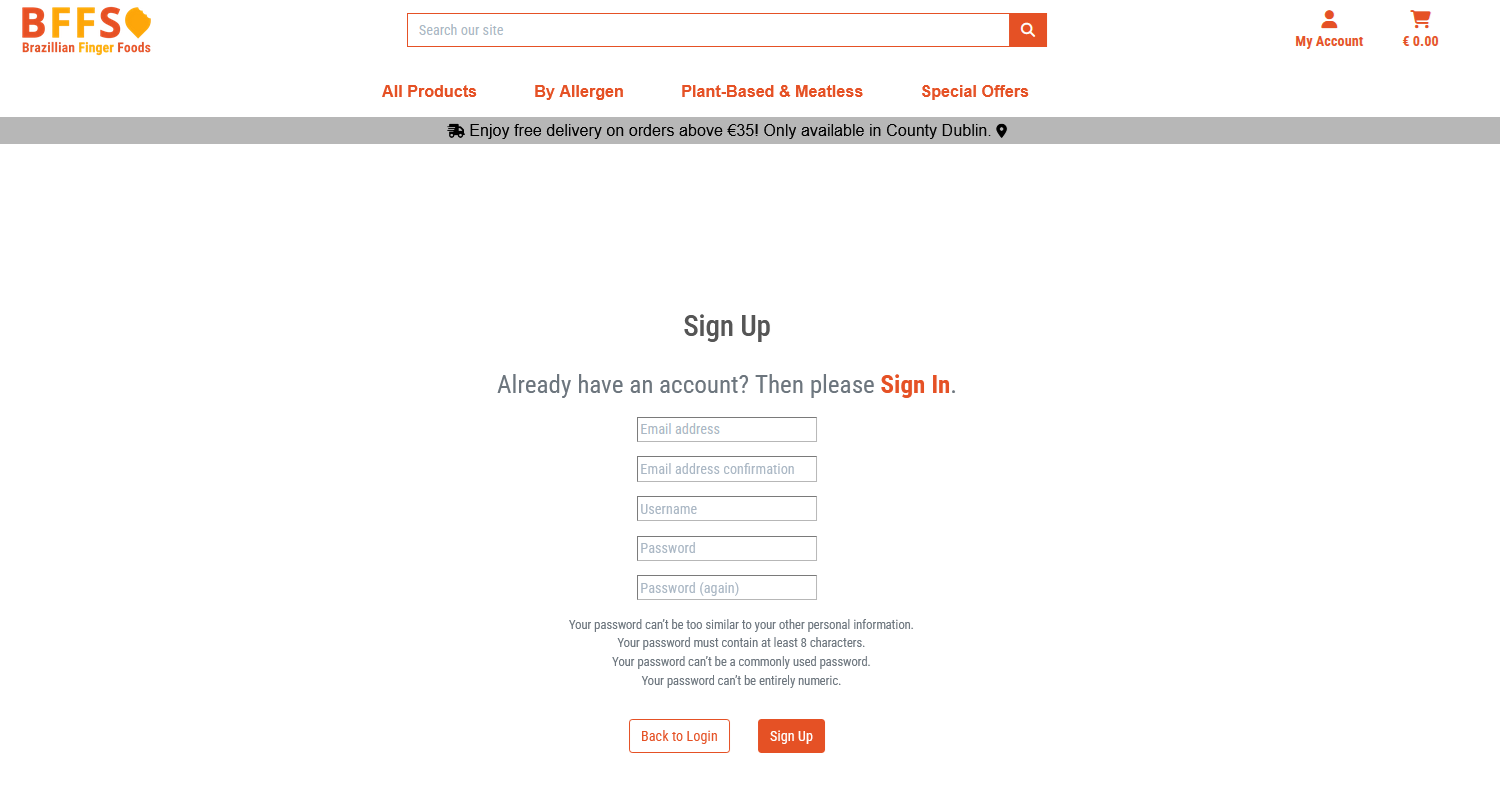 BFFS
Brazillian Finger Foods
Search our site
My Account
€ 0.00
All Products
By Allergen
Plant-Based & Meatless
Special Offers
Enjoy free delivery on orders above €35! Only available in County Dublin.
Sign Up
Already have an account? Then please Sign In.
Email address
Email address confirmation
Username
Password
Password (again)
Your password can't be too similar to your other personal information.
Your password must contain at least 8 characters.
Your password can't be a commonly used password.
Your password can't be entirely numeric.
Back to Login
Sign Up